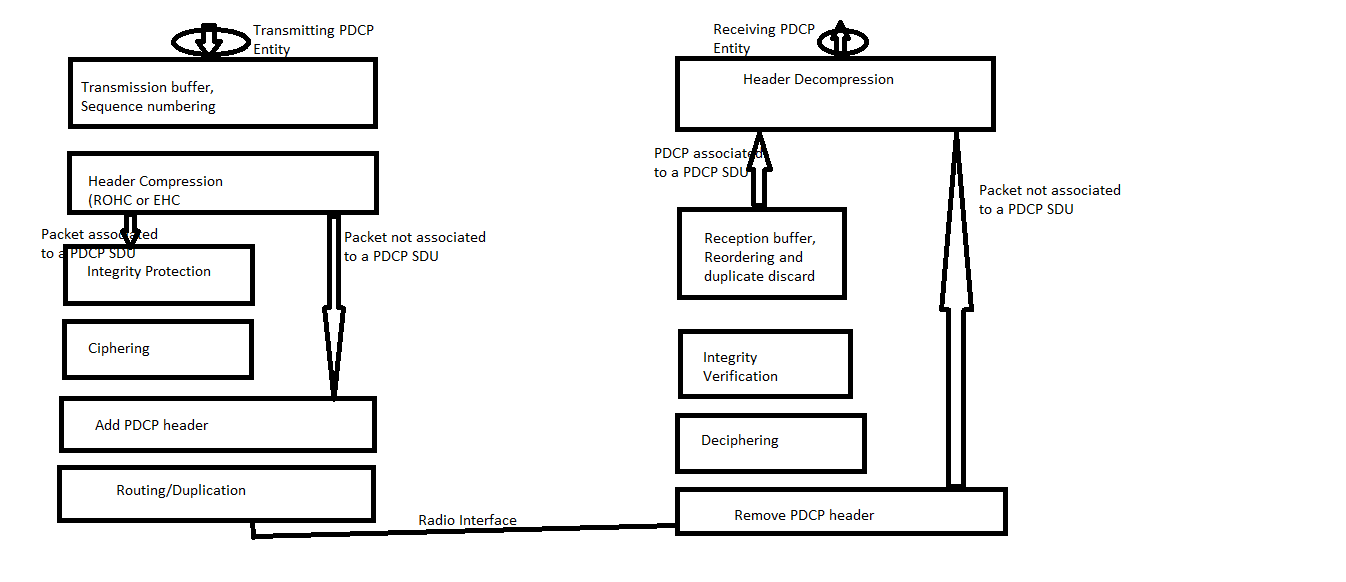 Transmitting PDCP
Entity
Transmission buffer,
Sequence numbering
Header Compression
(ROHC or EHC
Packet associated
to a PDCP SDU
Packet not associated
to a PDCP SDU
Integrity Protection
Ciphering
Add PDCP header
Routing/Duplication
Radio Interface
Receiving PDCP
Entity
Header Decompression
PDCP associated
to a PDCP SDU
Packet not associated
to a PDCP SDU
Reception buffer,
Reordering and
duplicate discard
Integrity
Verification
Deciphering
Remove PDCP header